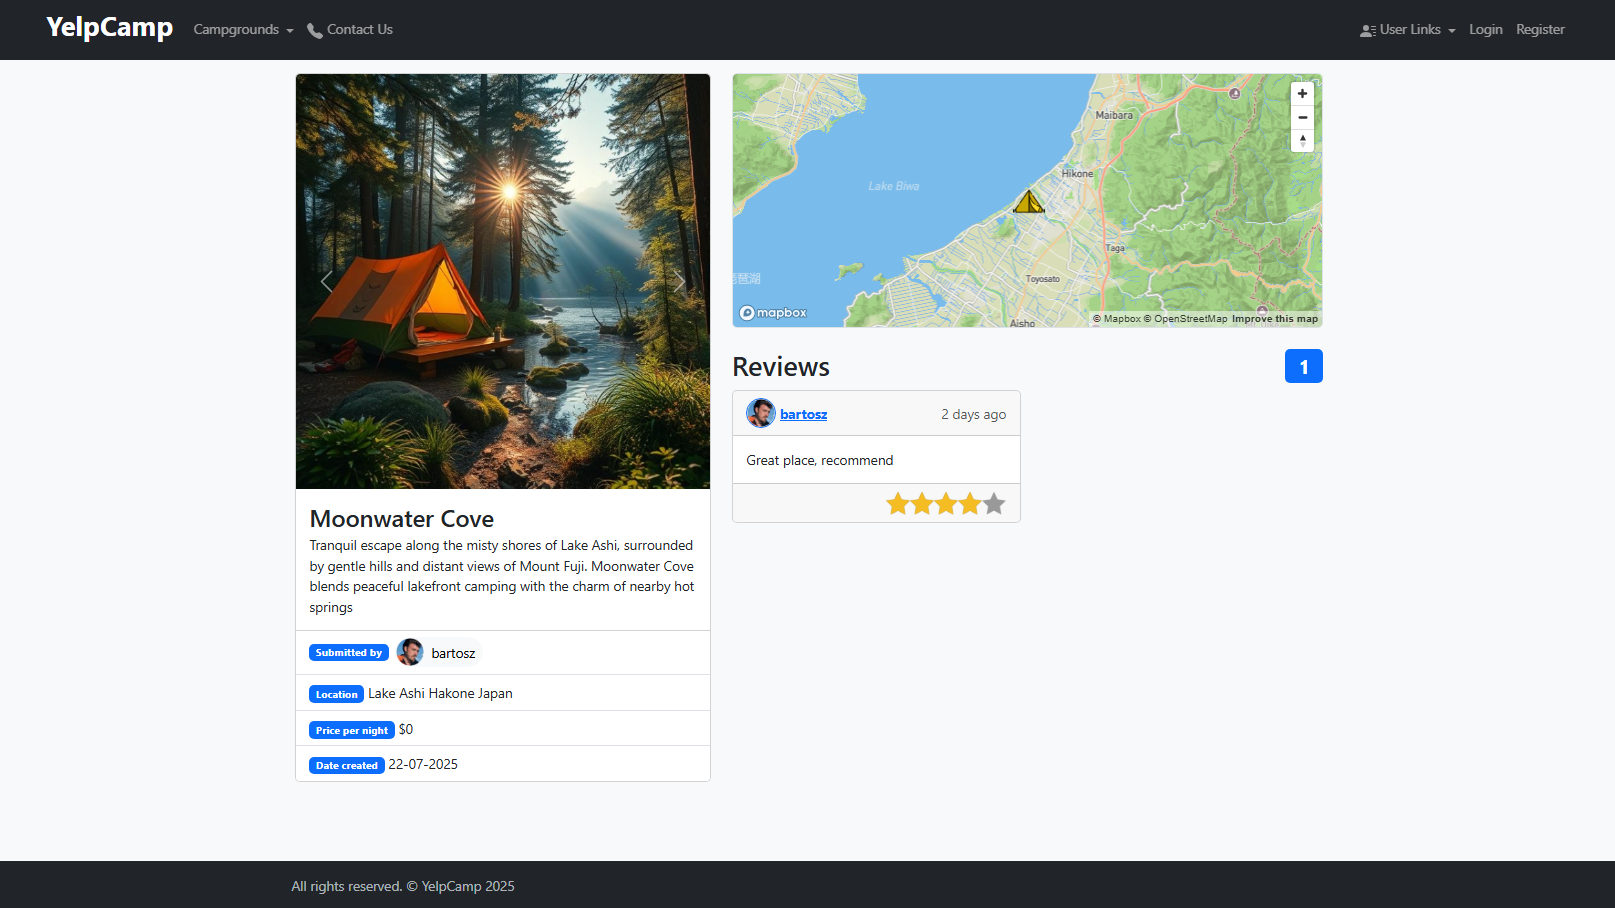 YelpCamp Campgrounds Contact Us User Links Login Register
Maibara
Hikone
Lake Biwa
Taga
Toyosato
琵琶湖
mapbox
Aisho
© Mapbox © OpenStreetMap Improve this map
Moonwater Cove
Tranquil escape along the misty shores of Lake Ashi, surrounded
by gentle hills and distant views of Mount Fuji. Moonwater Cove
blends peaceful lakefront camping with the charm of nearby hot
springs
Submitted by bartosz
Location Lake Ashi Hakone Japan
Price per night $0
Date created 22-07-2025
Reviews 1
bartosz 2 days ago
Great place, recommend
All rights reserved. © YelpCamp 2025